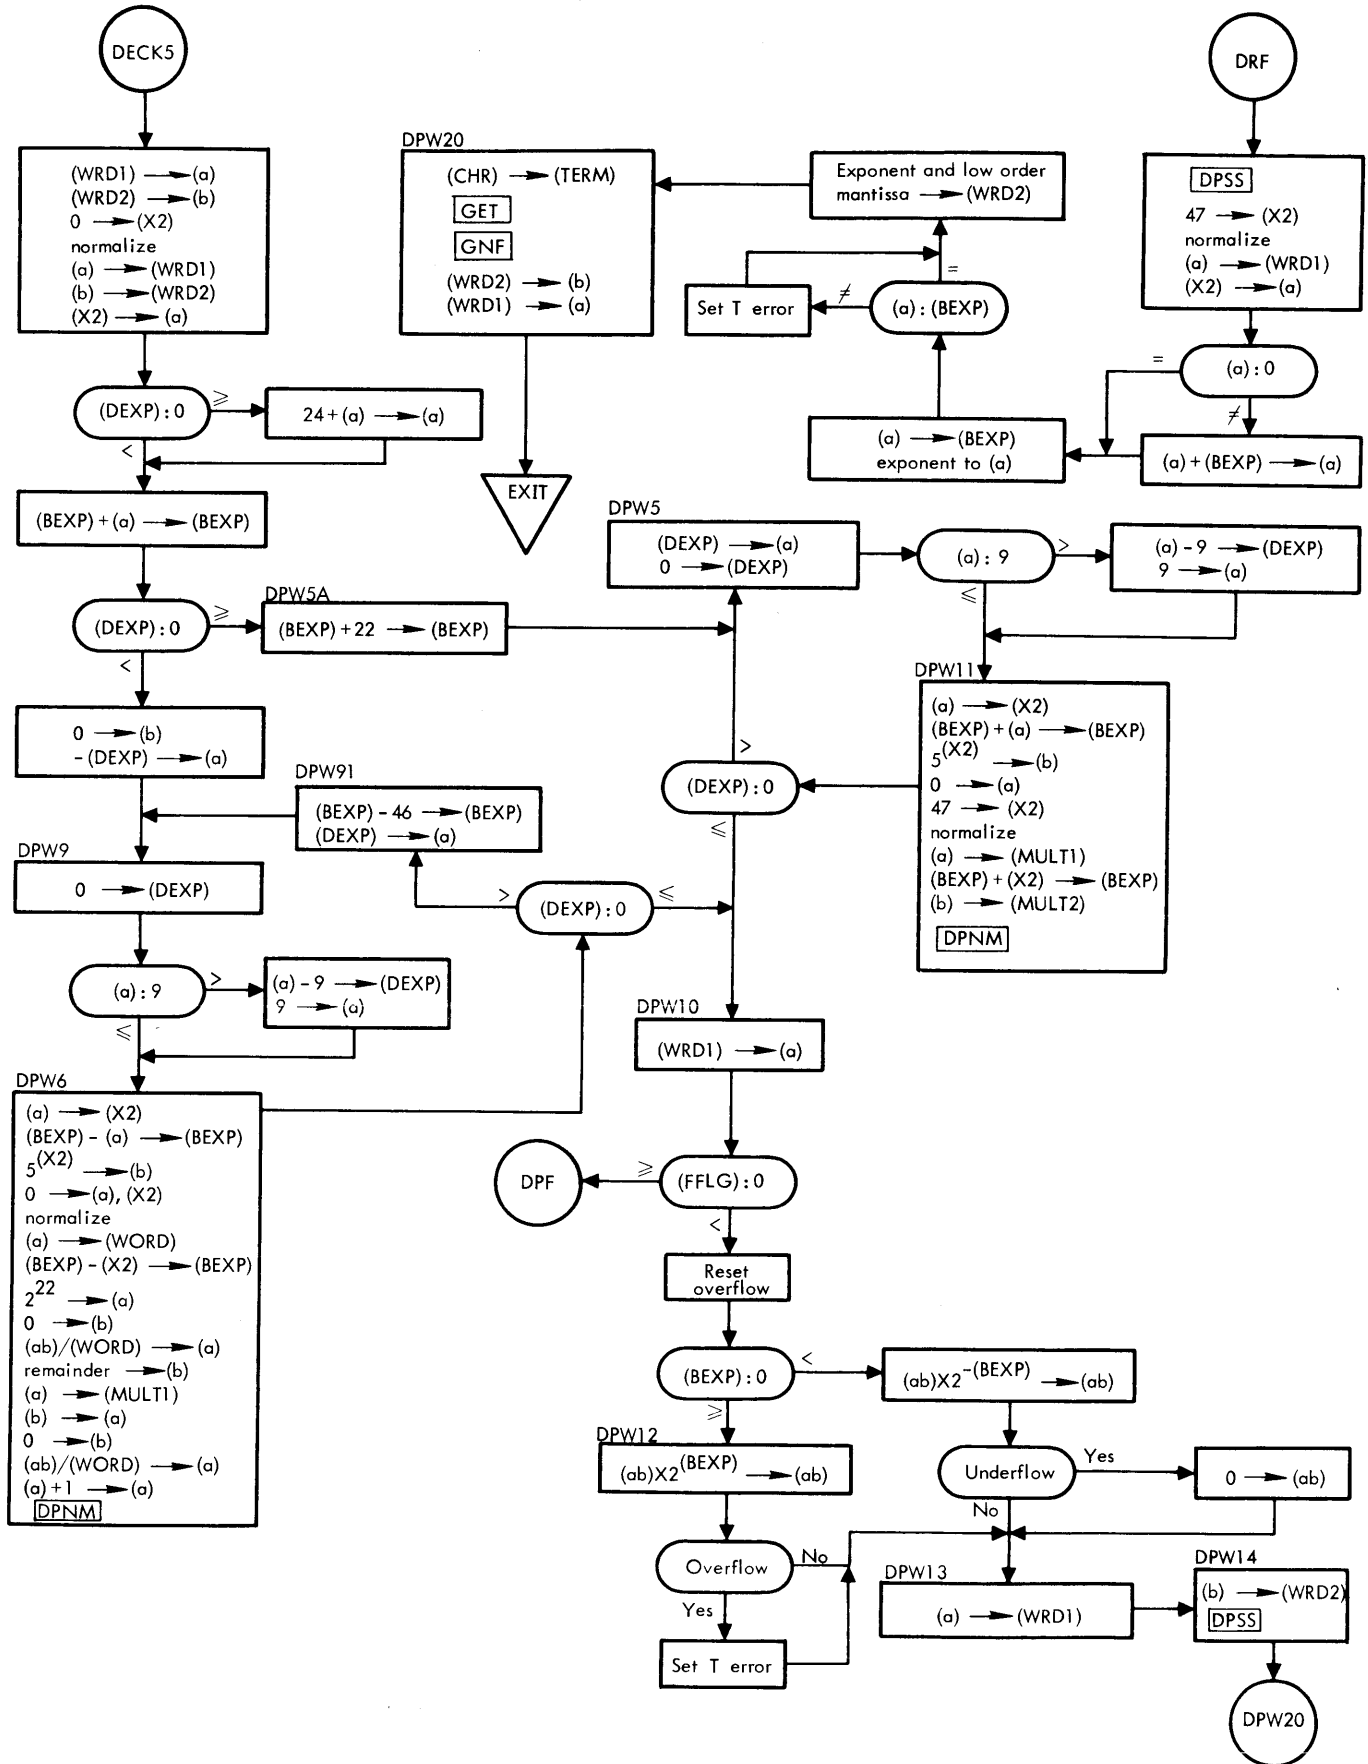 DECK5
(WRD1) → (a)
(WRD2) → (b)
0 → (X2)
normalize
(a) → (WRD1)
(b) → (WRD2)
(X2) → (a)
(DEXP) : 0
≥
24 + (a) → (a)
<
(BEXP) + (a) → (BEXP)
(DEXP) : 0
≥
DPW5A
(BEXP) + 22 → (BEXP)
<
0 → (b)
- (DEXP) → (a)
DPW91
(BEXP) - 46 → (BEXP)
(DEXP) → (a)
DPW9
0 → (DEXP)
(a) : 9
>
(a) - 9 → (DEXP)
9 → (a)
≤
DPW6
(a) → (X2)
(BEXP) - (a) → (BEXP)
5^(X2) → (b)
0 → (a), (X2)
normalize
(a) → (WORD)
(BEXP) - (X2) → (BEXP)
2^22 → (a)
0 → (b)
(ab)/(WORD) → (a)
remainder → (b)
(a) → (MULT1)
(b) → (a)
0 → (b)
(ab)/(WORD) → (a)
(a) + 1 → (a)
DPNM
>
(DEXP) : 0
≤
DPW20
(CHR) → (TERM)
GET
GNF
(WRD2) → (b)
(WRD1) → (a)
EXIT
DRF
DPSS
47 → (X2)
normalize
(a) → (WRD1)
(X2) → (a)
(a) : 0
=
≠
(a) + (BEXP) → (a)
(a) → (BEXP)
exponent to (a)
(a) : (BEXP)
≠
=
Set T error
Exponent and low order
mantissa → (WRD2)
DPW5
(DEXP) → (a)
0 → (DEXP)
(a) : 9
>
(a) - 9 → (DEXP)
9 → (a)
≤
DPW11
(a) → (X2)
(BEXP) + (a) → (BEXP)
5^(X2) → (b)
0 → (a)
47 → (X2)
normalize
(a) → (MULT1)
(BEXP) + (X2) → (BEXP)
(b) → (MULT2)
DPNM
>
(DEXP) : 0
≤
DPW10
(WRD1) → (a)
DPF
≥
(FFLG) : 0
<
Reset
overflow
(BEXP) : 0
<
(ab)X2^-(BEXP) → (ab)
≥
DPW12
(ab)X2^(BEXP) → (ab)
Underflow
Yes
0 → (ab)
No
Overflow
No
Yes
Set T error
DPW13
(a) → (WRD1)
DPW14
(b) → (WRD2)
DPSS
DPW20